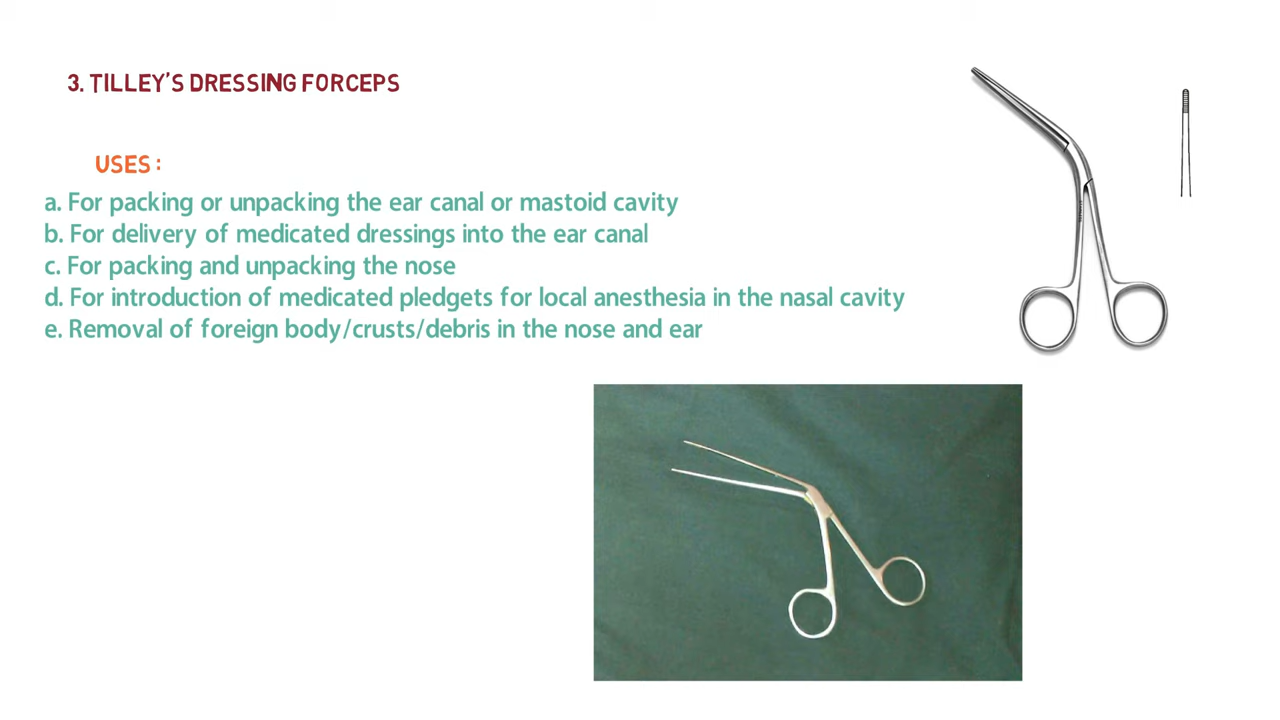 3. TILLEY'S DRESSING FORCEPS
USES :
a. For packing or unpacking the ear canal or mastoid cavity
b. For delivery of medicated dressings into the ear canal
c. For packing and unpacking the nose
d. For introduction of medicated pledgets for local anesthesia in the nasal cavity
e. Removal of foreign body/crusts/debris in the nose and ear